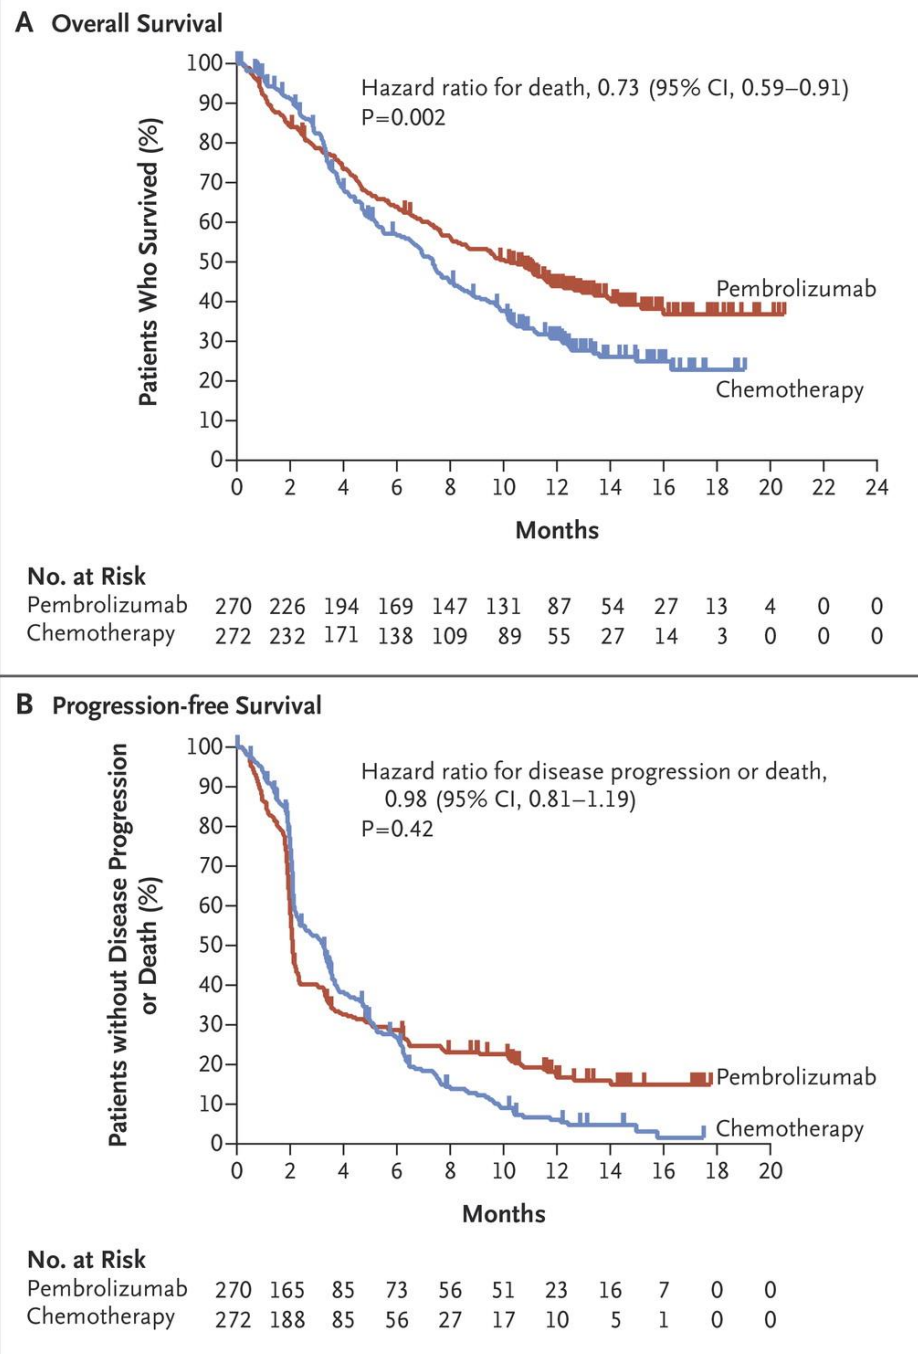 A Overall Survival
Patients Who Survived (%)
100
90
80
70
60
50
40
30
20
10
0
Hazard ratio for death, 0.73 (95% CI, 0.59–0.91)
P=0.002
Pembrolizumab
Chemotherapy
0 2 4 6 8 10 12 14 16 18 20 22 24
Months
No. at Risk
Pembrolizumab 270 226 194 169 147 131 87 54 27 13 4 0 0
Chemotherapy 272 232 171 138 109 89 55 27 14 3 0 0 0
B Progression-free Survival
Patients without Disease Progression
or Death (%)
100
90
80
70
60
50
40
30
20
10
0
Hazard ratio for disease progression or death,
0.98 (95% CI, 0.81–1.19)
P=0.42
Pembrolizumab
Chemotherapy
0 2 4 6 8 10 12 14 16 18 20
Months
No. at Risk
Pembrolizumab 270 165 85 73 56 51 23 16 7 0 0
Chemotherapy 272 188 85 56 27 17 10 5 1 0 0